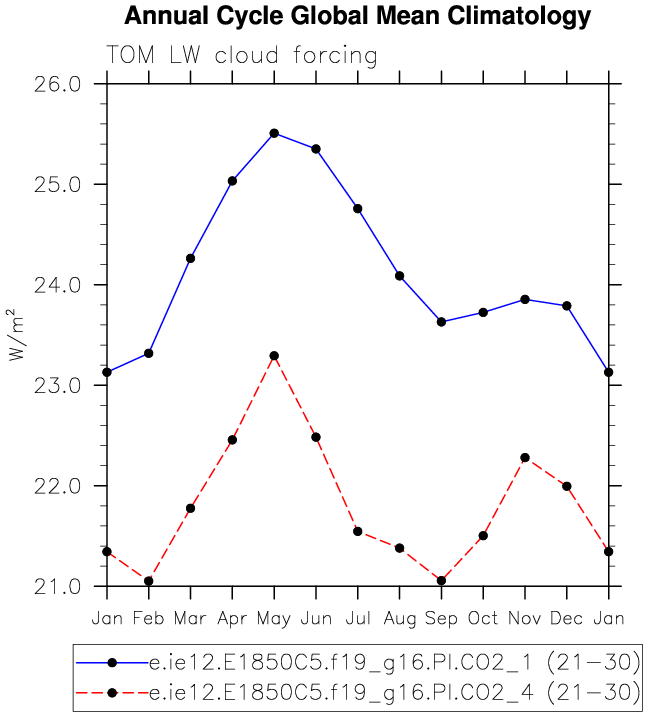 Annual Cycle Global Mean Climatology
TOM LW cloud forcing
26.0
25.0
24.0
23.0
22.0
21.0
W/m²
Jan Feb Mar Apr May Jun Jul Aug Sep Oct Nov Dec Jan
e.ie12.E1850C5.f19_g16.PI.CO2_1 (21-30)
e.ie12.E1850C5.f19_g16.PI.CO2_4 (21-30)